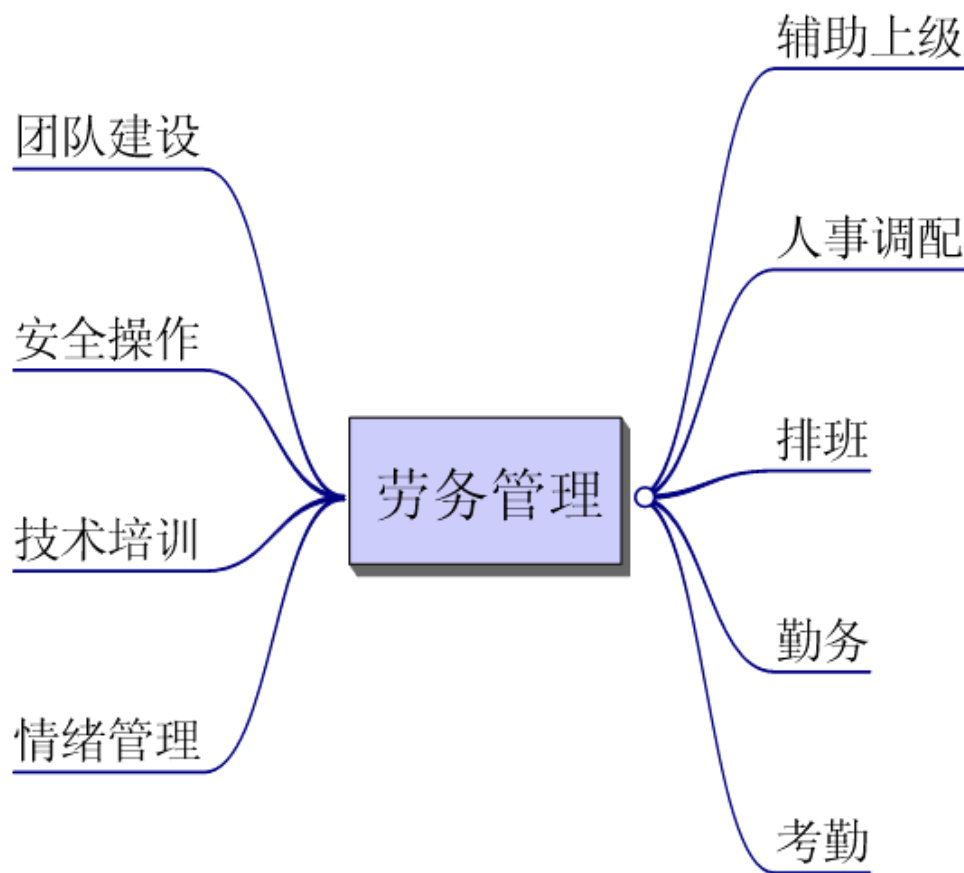 辅助上级
团队建设
人事调配
安全操作
排班
劳务管理
技术培训
勤务
情绪管理
考勤